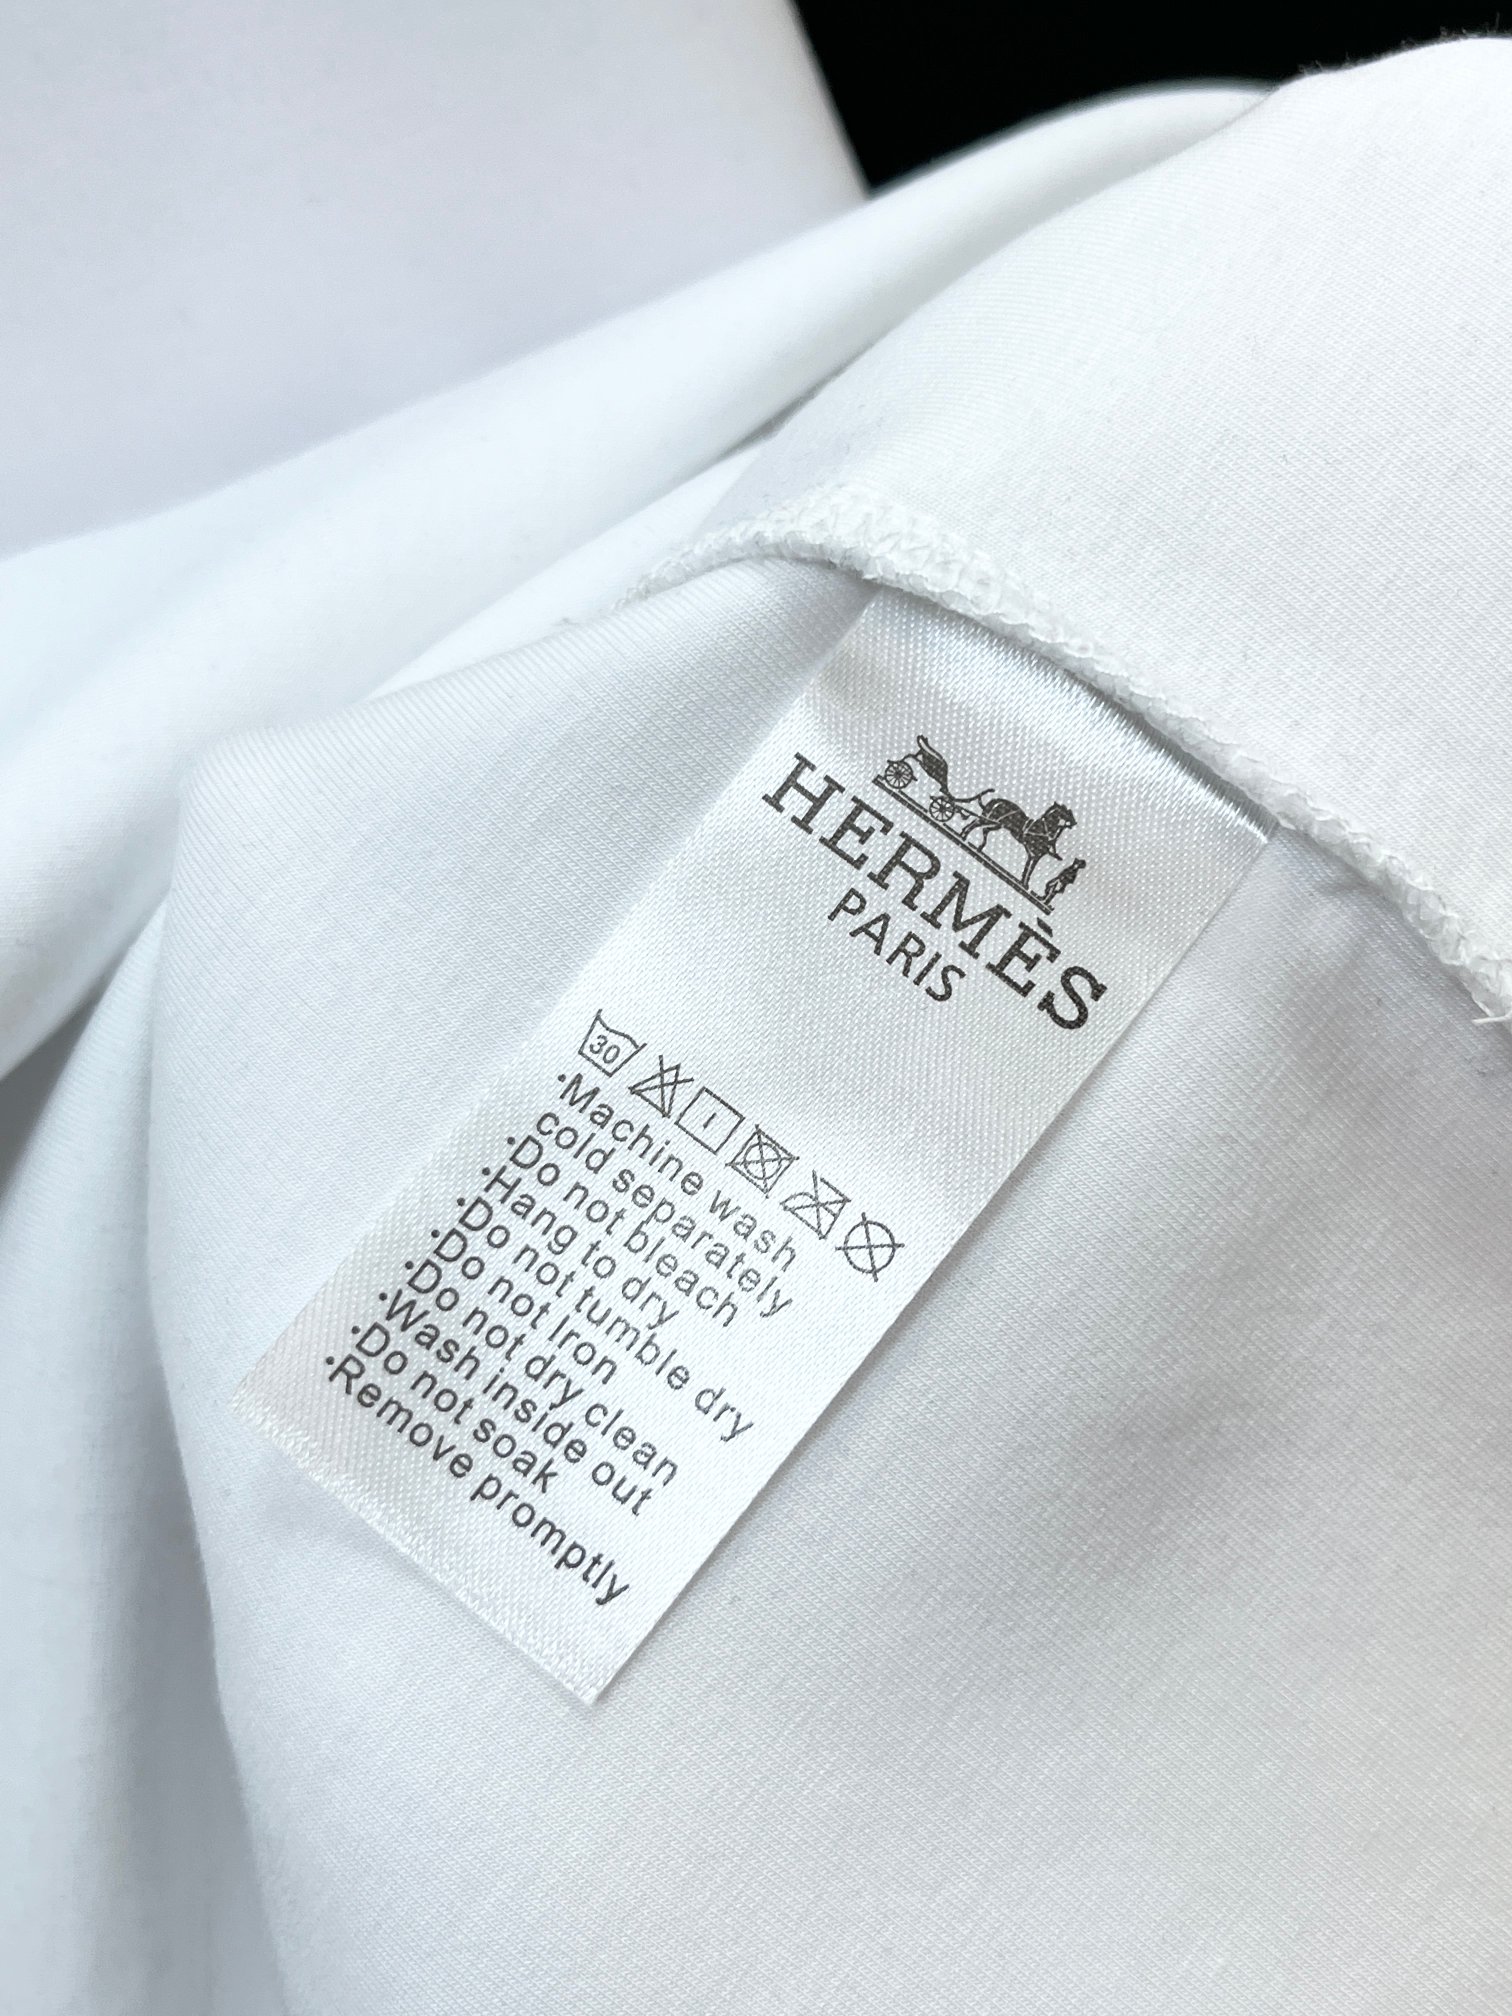 HERMÈS
PARIS
30
·Machine wash
cold separately
·Do not bleach
·Hang to dry
·Do not tumble dry
·Do not Iron
·Do not dry clean
·Wash inside out
·Do not soak
·Remove promptly